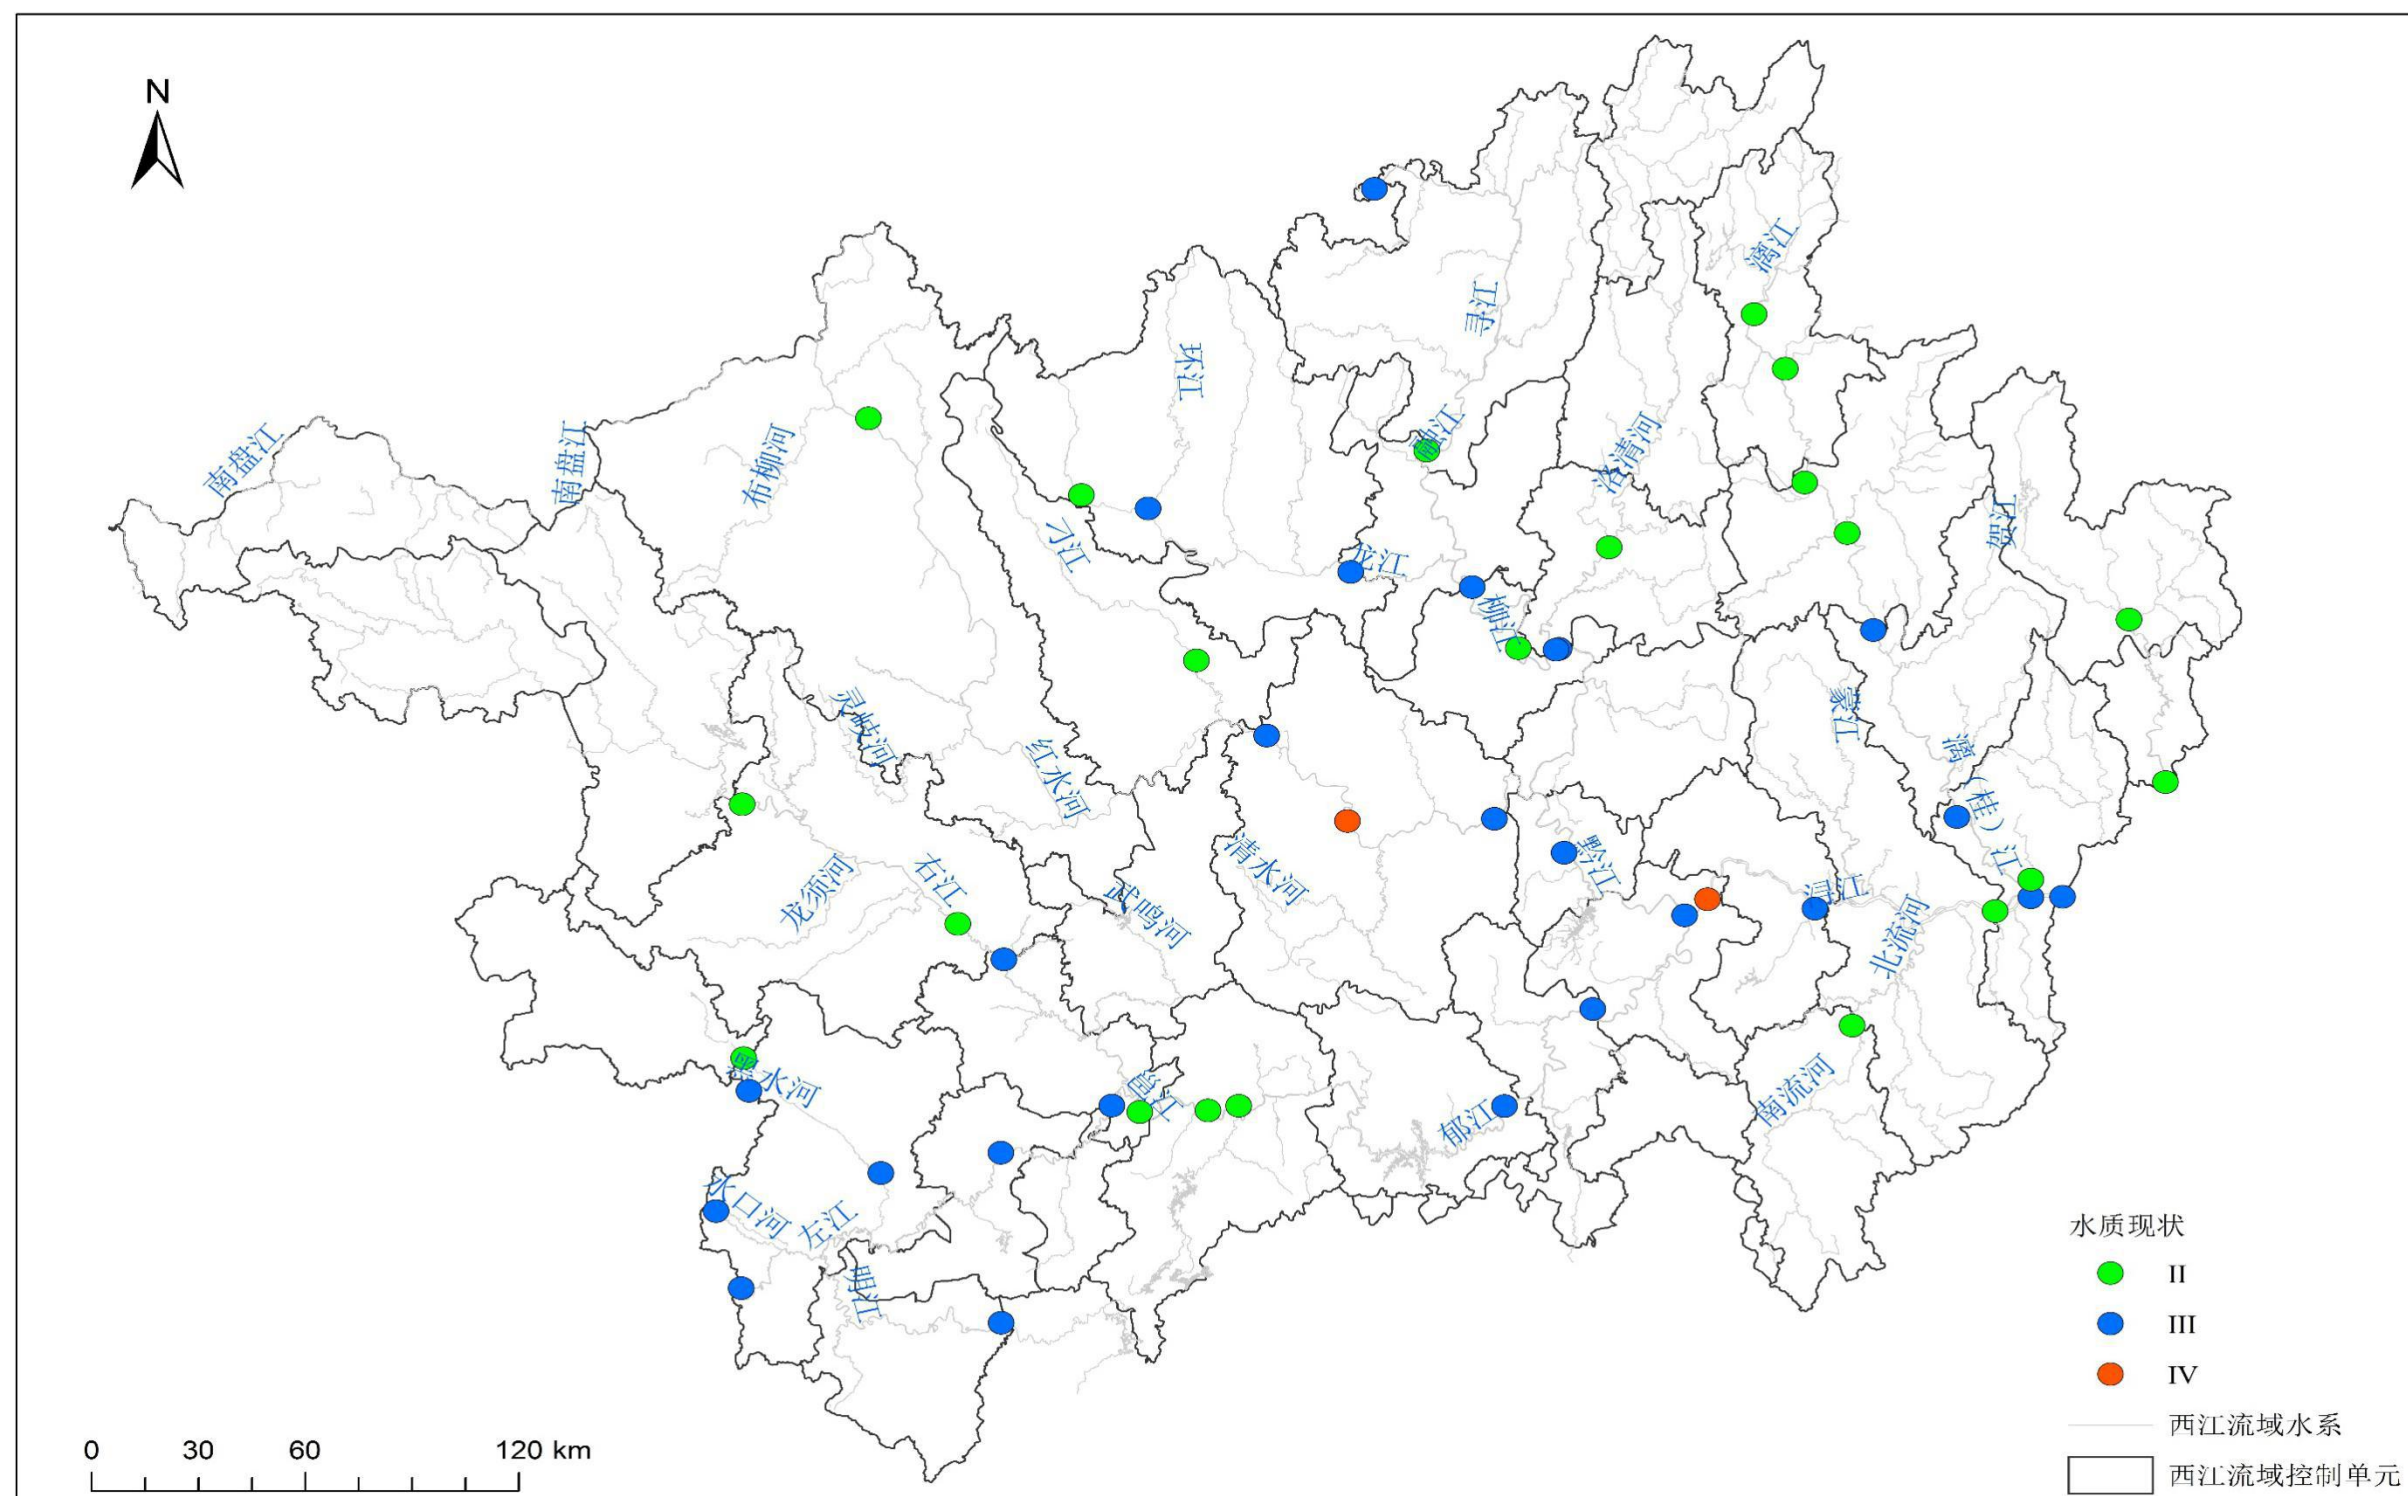 N
漓江
寻江
环江
融江
洛清河
南盘江
南盘江
布柳河
贺江
刁江
龙江
柳江
灵岐河
红水河
蒙江
漓（桂）江
清水河
黔江
浔江
龙须河
右江
武鸣河
北流河
黑水河
邕江
郁江
南流河
水口河
左江
明江
水质现状
II
III
IV
西江流域水系
西江流域控制单元
0 30 60 120 km